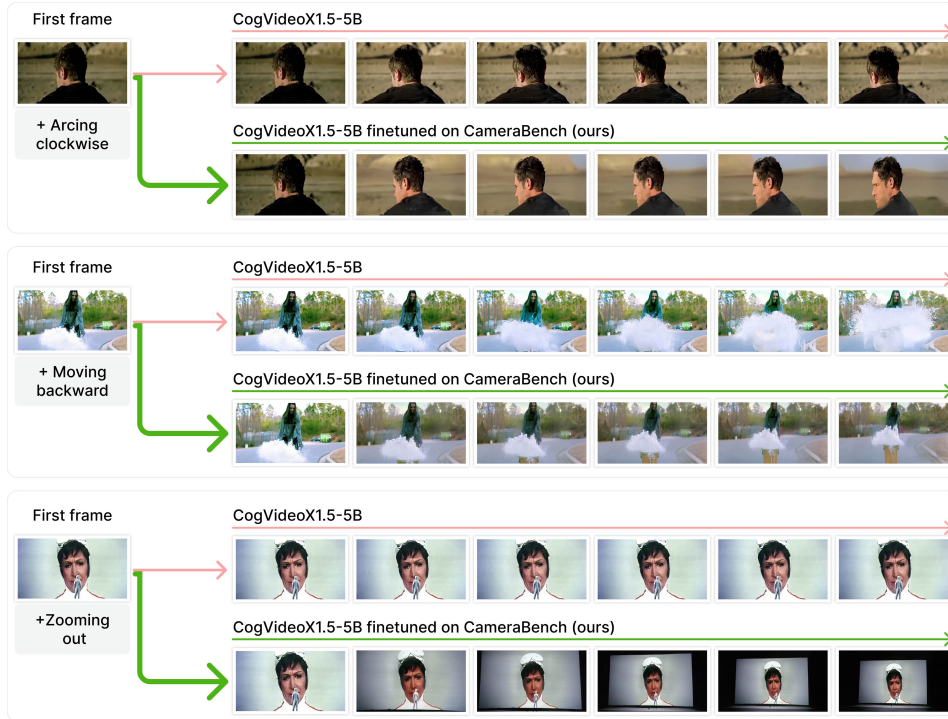 First frame
CogVideoX1.5-5B
+ Arcing
clockwise
CogVideoX1.5-5B finetuned on CameraBench (ours)
First frame
CogVideoX1.5-5B
+ Moving
backward
CogVideoX1.5-5B finetuned on CameraBench (ours)
First frame
CogVideoX1.5-5B
+Zooming
out
CogVideoX1.5-5B finetuned on CameraBench (ours)